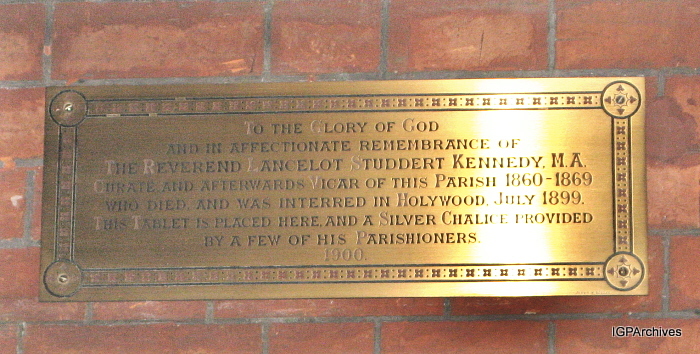 To the Glory of God
and in affectionate remembrance of
The Reverend Lancelot Studdert Kennedy, M.A.
Curate, and afterwards Vicar of this Parish 1860-1869
who died, and was interred in Holywood, July 1899.
This Tablet is placed here, and a Silver Chalice provided
by a few of his Parishioners.
1900.
IGPArchives